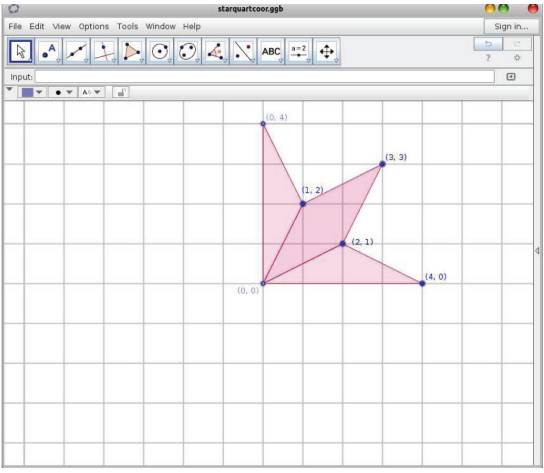 starquartcoor.ggb
File Edit View Options Tools Window Help Sign in...
A ABC a=2
?
Input:
AA
(0, 4)
(3, 3)
(1, 2)
(2, 1)
(4, 0)
(0, 0)